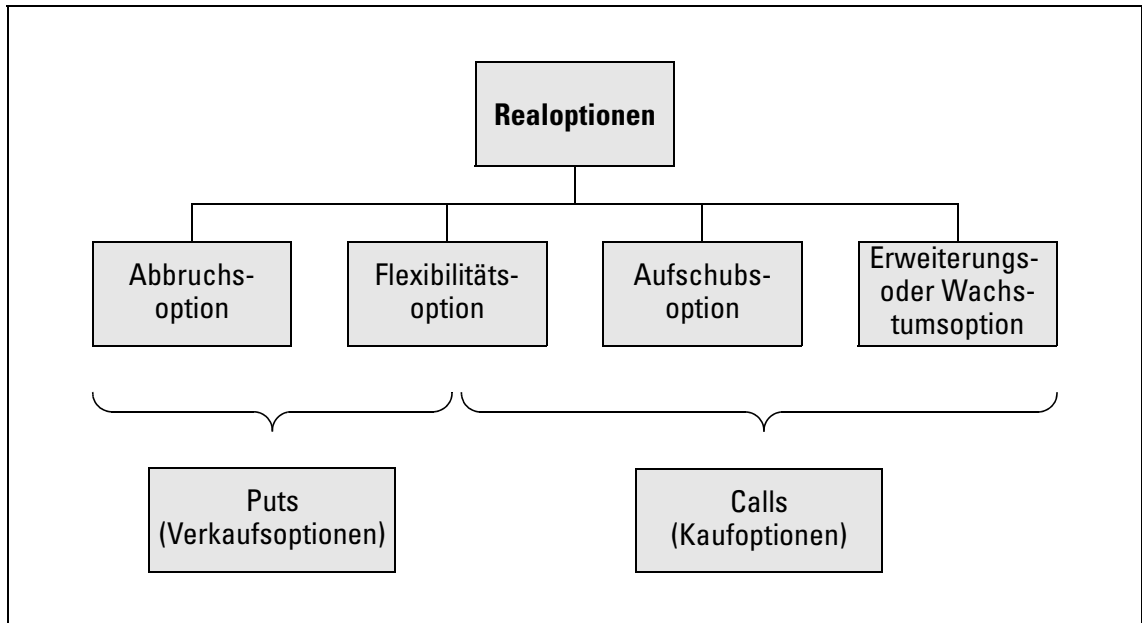 Realoptionen
Abbruchs-
option
Flexibilitäts-
option
Aufschubs-
option
Erweiterungs-
oder Wachs-
tumsoption
Puts
(Verkaufsoptionen)
Calls
(Kaufoptionen)